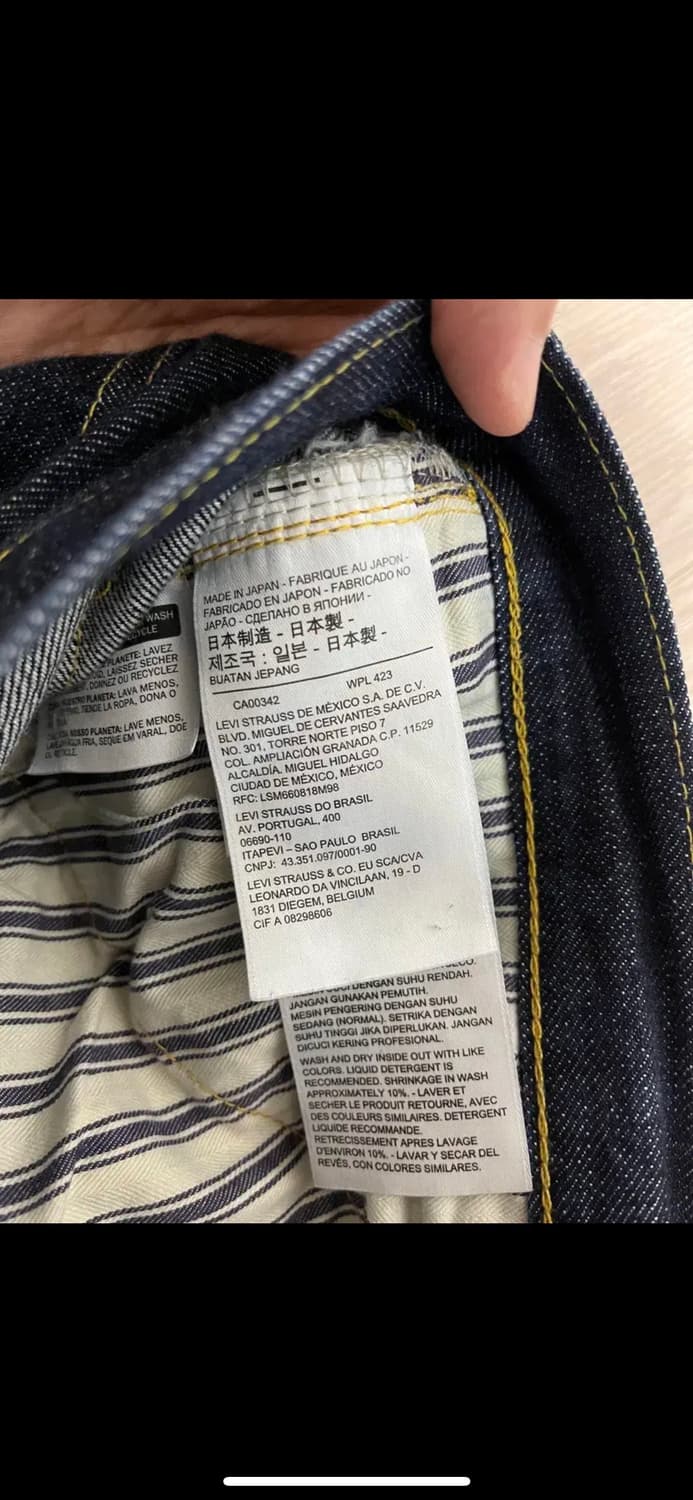 MADE IN JAPAN - FABRIQUE AU JAPON -
FABRICADO EN JAPON - FABRICADO NO
JAPÃO - СДЕЛАНО В ЯПОНИИ -
日本制造 - 日本製 -
제조국 : 일본 - 日本製 -
BUATAN JEPANG
CA00342 WPL 423
LEVI STRAUSS DE MÉXICO S.A. DE C.V.
BLVD. MIGUEL DE CERVANTES SAAVEDRA
NO. 301, TORRE NORTE PISO 7
COL. AMPLIACIÓN GRANADA C.P. 11529
ALCALDÍA. MIGUEL HIDALGO
CIUDAD DE MÉXICO, MÉXICO
RFC: LSM660818M98
LEVI STRAUSS DO BRASIL
AV. PORTUGAL, 400
06690-110
ITAPEVI – SAO PAULO BRASIL
CNPJ: 43.351.097/0001-90
LEVI STRAUSS & CO. EU SCA/CVA
LEONARDO DA VINCILAAN, 19 - D
1831 DIEGEM, BELGIUM
CIF A 08298606
WASH
PLANETE: LAVEZ
LAISSEZ SECHER
DONNEZ OU RECYCLEZ
PLANETA: LAVA MENOS,
TIENDE LA ROPA, DONA O
NOSSO PLANETA: LAVE MENOS,
FRIA, SEQUE EM VARAL, DOE
DENGAN SUHU RENDAH.
JANGAN GUNAKAN PEMUTIH.
MESIN PENGERING DENGAN SUHU
SEDANG (NORMAL). SETRIKA DENGAN
SUHU TINGGI JIKA DIPERLUKAN. JANGAN
DICUCI KERING PROFESIONAL.
WASH AND DRY INSIDE OUT WITH LIKE
COLORS. LIQUID DETERGENT IS
RECOMMENDED. SHRINKAGE IN WASH
APPROXIMATELY 10%. - LAVER ET
SECHER LE PRODUIT RETOURNE, AVEC
DES COULEURS SIMILAIRES. DETERGENT
LIQUIDE RECOMMANDE.
RETRECISSEMENT APRES LAVAGE
D'ENVIRON 10%. - LAVAR Y SECAR DEL
REVÉS, CON COLORES SIMILARES.